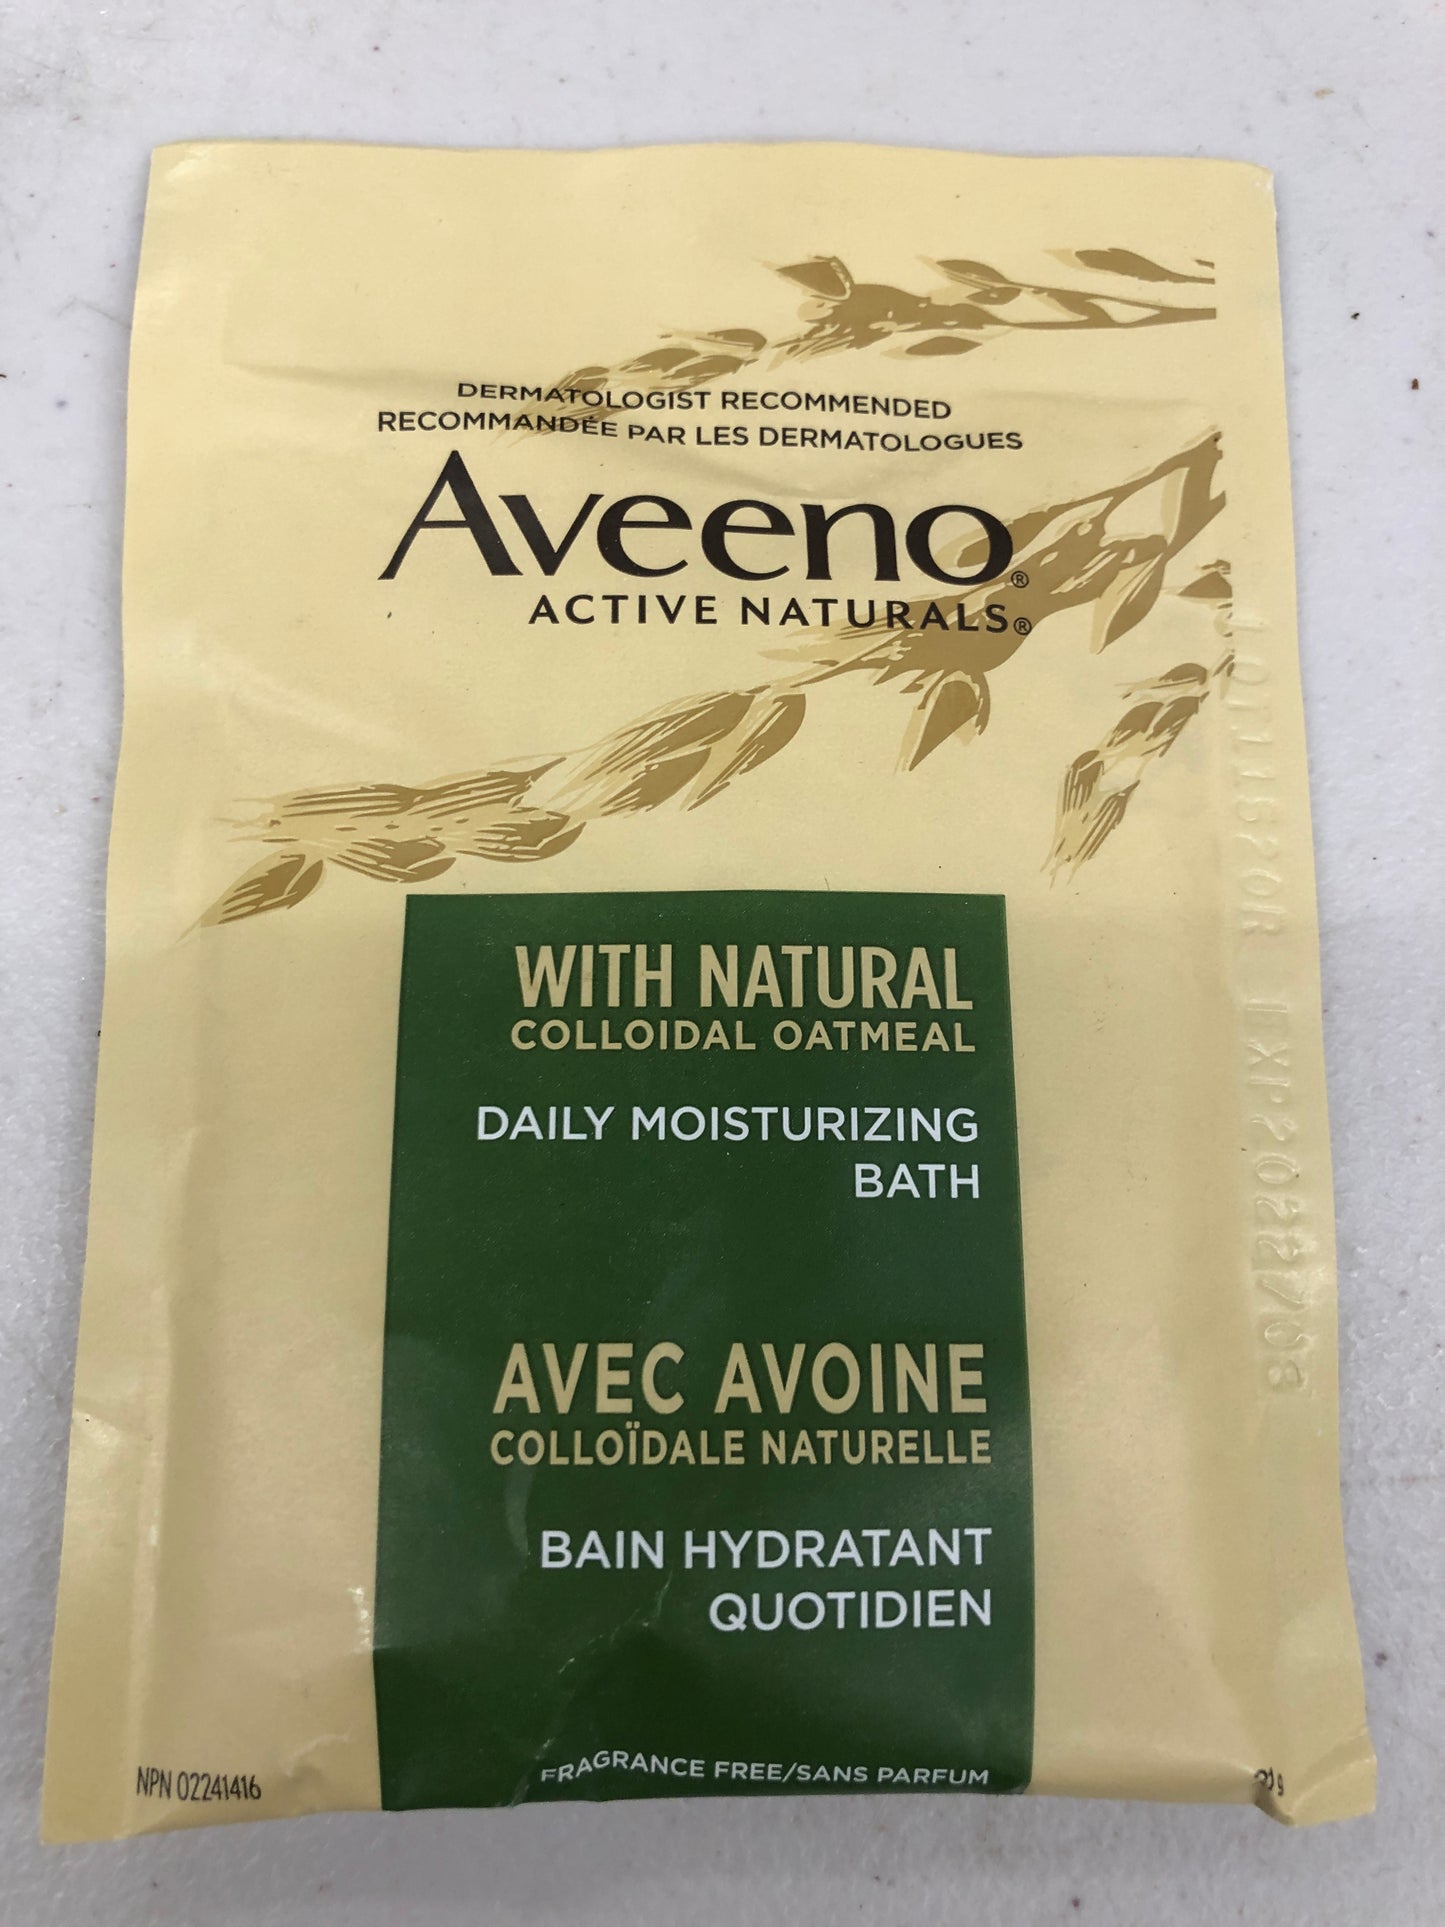 DERMATOLOGIST RECOMMENDED
RECOMMANDÉE PAR LES DERMATOLOGUES
Aveeno®
ACTIVE NATURALS®
WITH NATURAL
COLLOIDAL OATMEAL
DAILY MOISTURIZING
BATH
AVEC AVOINE
COLLOÏDALE NATURELLE
BAIN HYDRATANT
QUOTIDIEN
FRAGRANCE FREE/SANS PARFUM
NPN 02241416